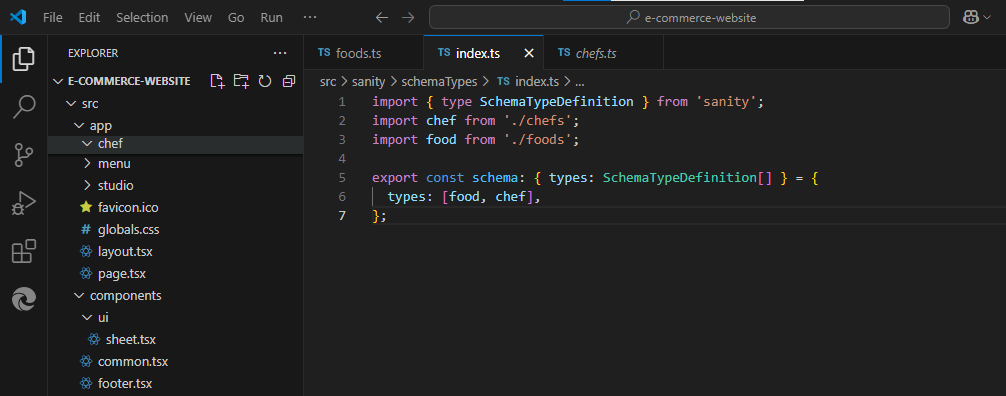 File Edit Selection View Go Run ··· e-commerce-website
EXPLORER ···
E-COMMERCE-WEBSITE
src
app
chef
menu
studio
favicon.ico
# globals.css
layout.tsx
page.tsx
components
ui
sheet.tsx
common.tsx
footer.tsx
TS foods.ts TS index.ts × TS chefs.ts
src > sanity > schemaTypes > TS index.ts > ...
1 import { type SchemaTypeDefinition } from 'sanity';
2 import chef from './chefs';
3 import food from './foods';
4
5 export const schema: { types: SchemaTypeDefinition[] } = {
6 types: [food, chef],
7 };